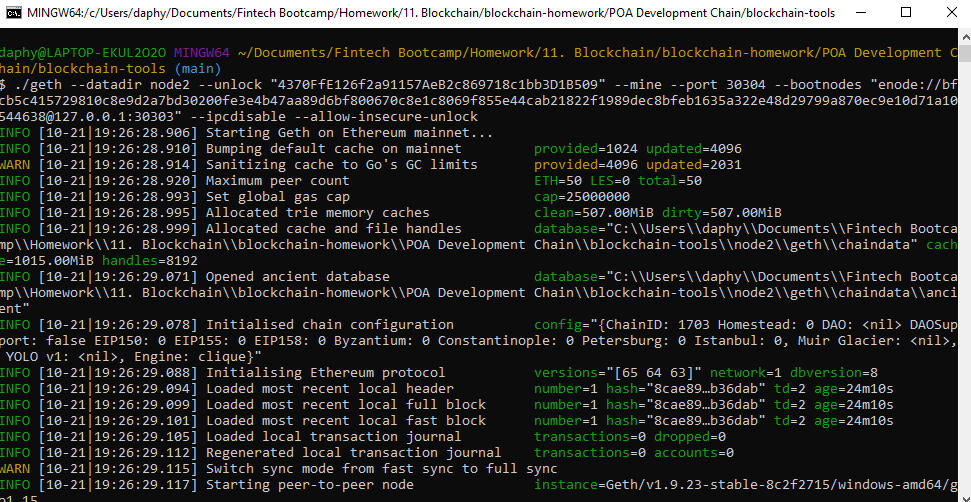 MINGW64:/c/Users/daphy/Documents/Fintech Bootcamp/Homework/11. Blockchain/blockchain-homework/POA Development Chain/blockchain-tools
daphy@LAPTOP-EKUL2O2O MINGW64 ~/Documents/Fintech Bootcamp/Homework/11. Blockchain/blockchain-homework/POA Development C
hain/blockchain-tools (main)
$ ./geth --datadir node2 --unlock "4370FfE126f2a91157AeB2c869718c1bb3D1B509" --mine --port 30304 --bootnodes "enode://bf
cb5c415729810c8e9d2a7bd30200fe3e4b47aa89d6bf800670c8e1c8069f855e44cab21822f1989dec8bfeb1635a322e48d29799a870ec9e10d71a10
544638@127.0.0.1:30303" --ipcdisable --allow-insecure-unlock
INFO [10-21|19:26:28.906] Starting Geth on Ethereum mainnet...
INFO [10-21|19:26:28.910] Bumping default cache on mainnet provided=1024 updated=4096
WARN [10-21|19:26:28.914] Sanitizing cache to Go's GC limits provided=4096 updated=2031
INFO [10-21|19:26:28.920] Maximum peer count ETH=50 LES=0 total=50
INFO [10-21|19:26:28.993] Set global gas cap cap=25000000
INFO [10-21|19:26:28.995] Allocated trie memory caches clean=507.00MiB dirty=507.00MiB
INFO [10-21|19:26:28.999] Allocated cache and file handles database="C:\\Users\\daphy\\Documents\\Fintech Bootca
mp\\Homework\\11. Blockchain\\blockchain-homework\\POA Development Chain\\blockchain-tools\\node2\\geth\\chaindata" cach
e=1015.00MiB handles=8192
INFO [10-21|19:26:29.071] Opened ancient database database="C:\\Users\\daphy\\Documents\\Fintech Bootca
mp\\Homework\\11. Blockchain\\blockchain-homework\\POA Development Chain\\blockchain-tools\\node2\\geth\\chaindata\\anci
ent"
INFO [10-21|19:26:29.078] Initialised chain configuration config="{ChainID: 1703 Homestead: 0 DAO: <nil> DAOSup
port: false EIP150: 0 EIP155: 0 EIP158: 0 Byzantium: 0 Constantinople: 0 Petersburg: 0 Istanbul: 0, Muir Glacier: <nil>,
YOLO v1: <nil>, Engine: clique}"
INFO [10-21|19:26:29.088] Initialising Ethereum protocol versions="[65 64 63]" network=1 dbversion=8
INFO [10-21|19:26:29.094] Loaded most recent local header number=1 hash="8cae89…b36dab" td=2 age=24m10s
INFO [10-21|19:26:29.099] Loaded most recent local full block number=1 hash="8cae89…b36dab" td=2 age=24m10s
INFO [10-21|19:26:29.101] Loaded most recent local fast block number=1 hash="8cae89…b36dab" td=2 age=24m10s
INFO [10-21|19:26:29.105] Loaded local transaction journal transactions=0 dropped=0
INFO [10-21|19:26:29.112] Regenerated local transaction journal transactions=0 accounts=0
WARN [10-21|19:26:29.115] Switch sync mode from fast sync to full sync
INFO [10-21|19:26:29.117] Starting peer-to-peer node instance=Geth/v1.9.23-stable-8c2f2715/windows-amd64/g
o1.15